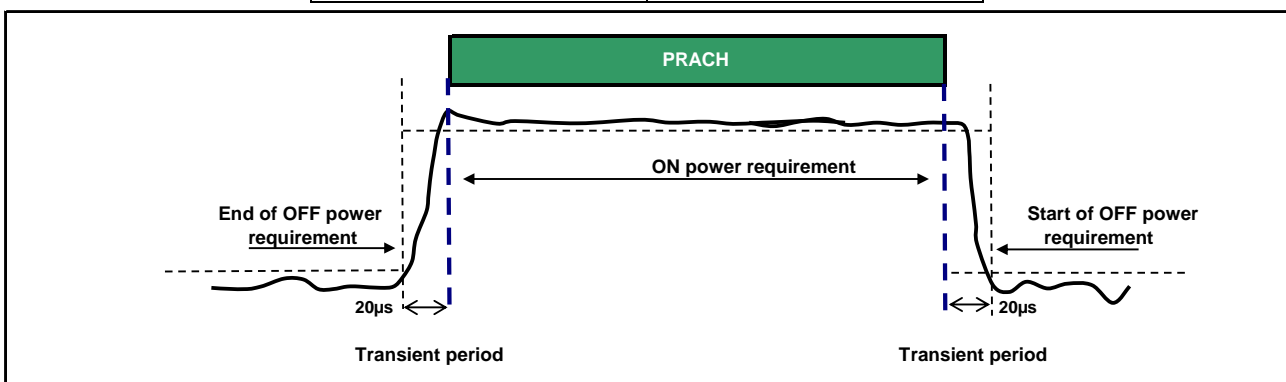 PRACH
ON power requirement
End of OFF power
requirement
Start of OFF power
requirement
20µs
20µs
Transient period
Transient period